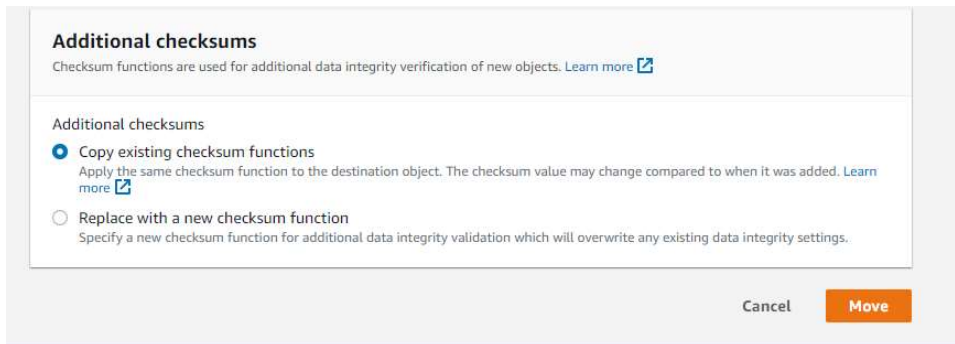 Additional checksums
Checksum functions are used for additional data integrity verification of new objects. Learn more
Additional checksums
Copy existing checksum functions
Apply the same checksum function to the destination object. The checksum value may change compared to when it was added. Learn
more
Replace with a new checksum function
Specify a new checksum function for additional data integrity validation which will overwrite any existing data integrity settings.
Cancel Move